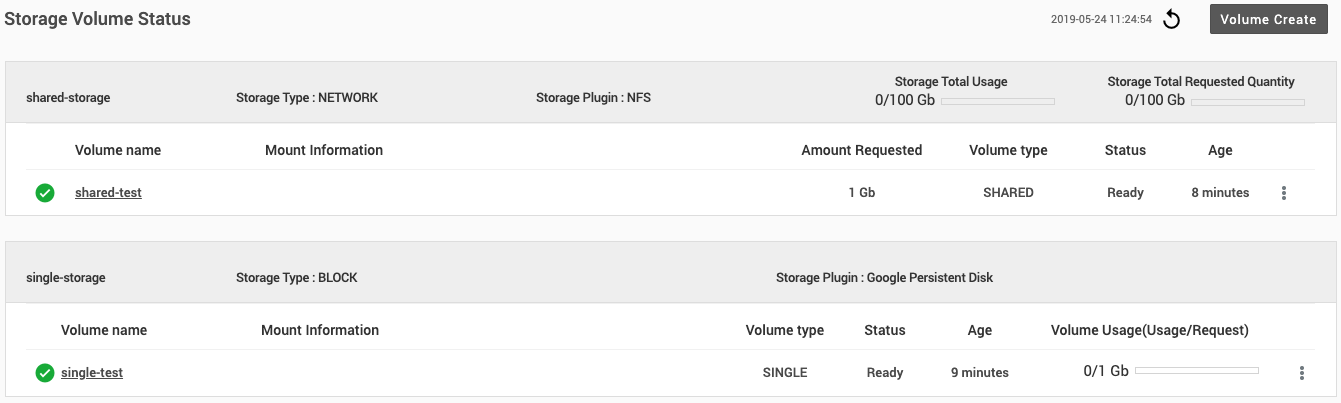 Storage Volume Status 2019-05-24 11:24:54 Volume Create
shared-storage Storage Type : NETWORK Storage Plugin : NFS Storage Total Usage Storage Total Requested Quantity
0/100 Gb 0/100 Gb
Volume name Mount Information Amount Requested Volume type Status Age
shared-test 1 Gb SHARED Ready 8 minutes
single-storage Storage Type : BLOCK Storage Plugin : Google Persistent Disk
Volume name Mount Information Volume type Status Age Volume Usage(Usage/Request)
single-test SINGLE Ready 9 minutes 0/1 Gb